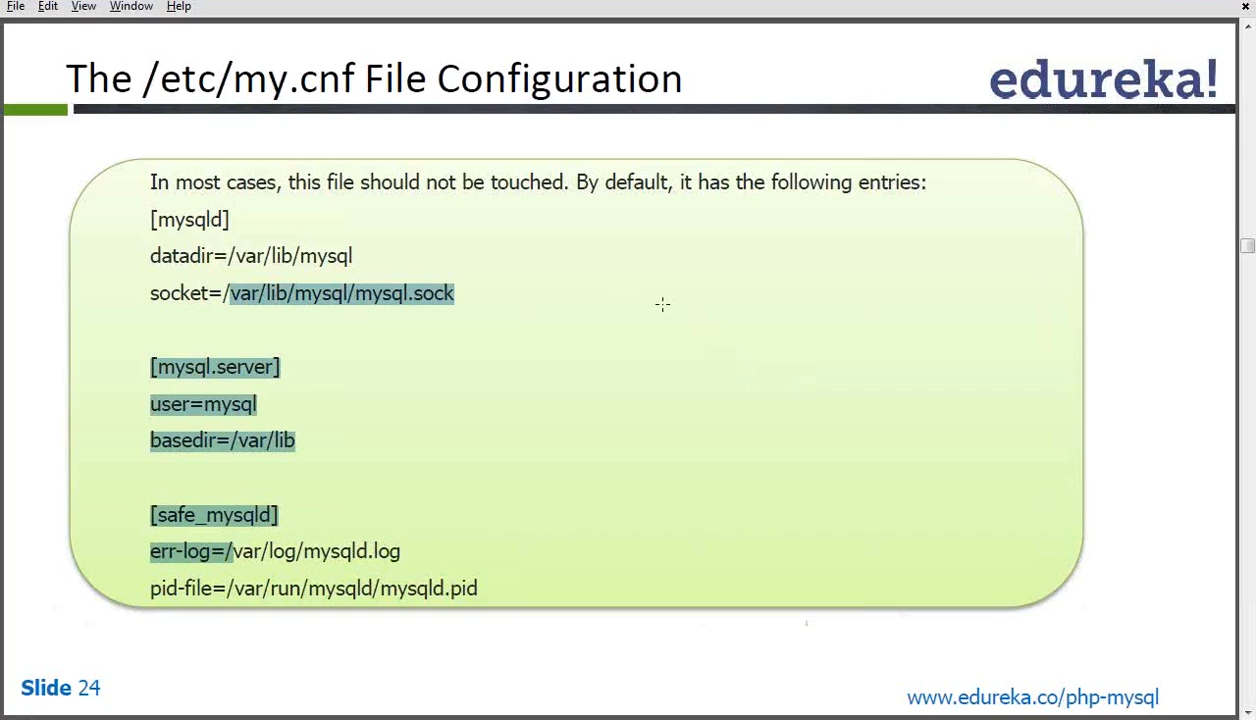 File Edit View Window Help
The /etc/my.cnf File Configuration
edureka!
In most cases, this file should not be touched. By default, it has the following entries:
[mysqld]
datadir=/var/lib/mysql
socket=/var/lib/mysql/mysql.sock
[mysql.server]
user=mysql
basedir=/var/lib
[safe_mysqld]
err-log=/var/log/mysqld.log
pid-file=/var/run/mysqld/mysqld.pid
Slide 24
www.edureka.co/php-mysql